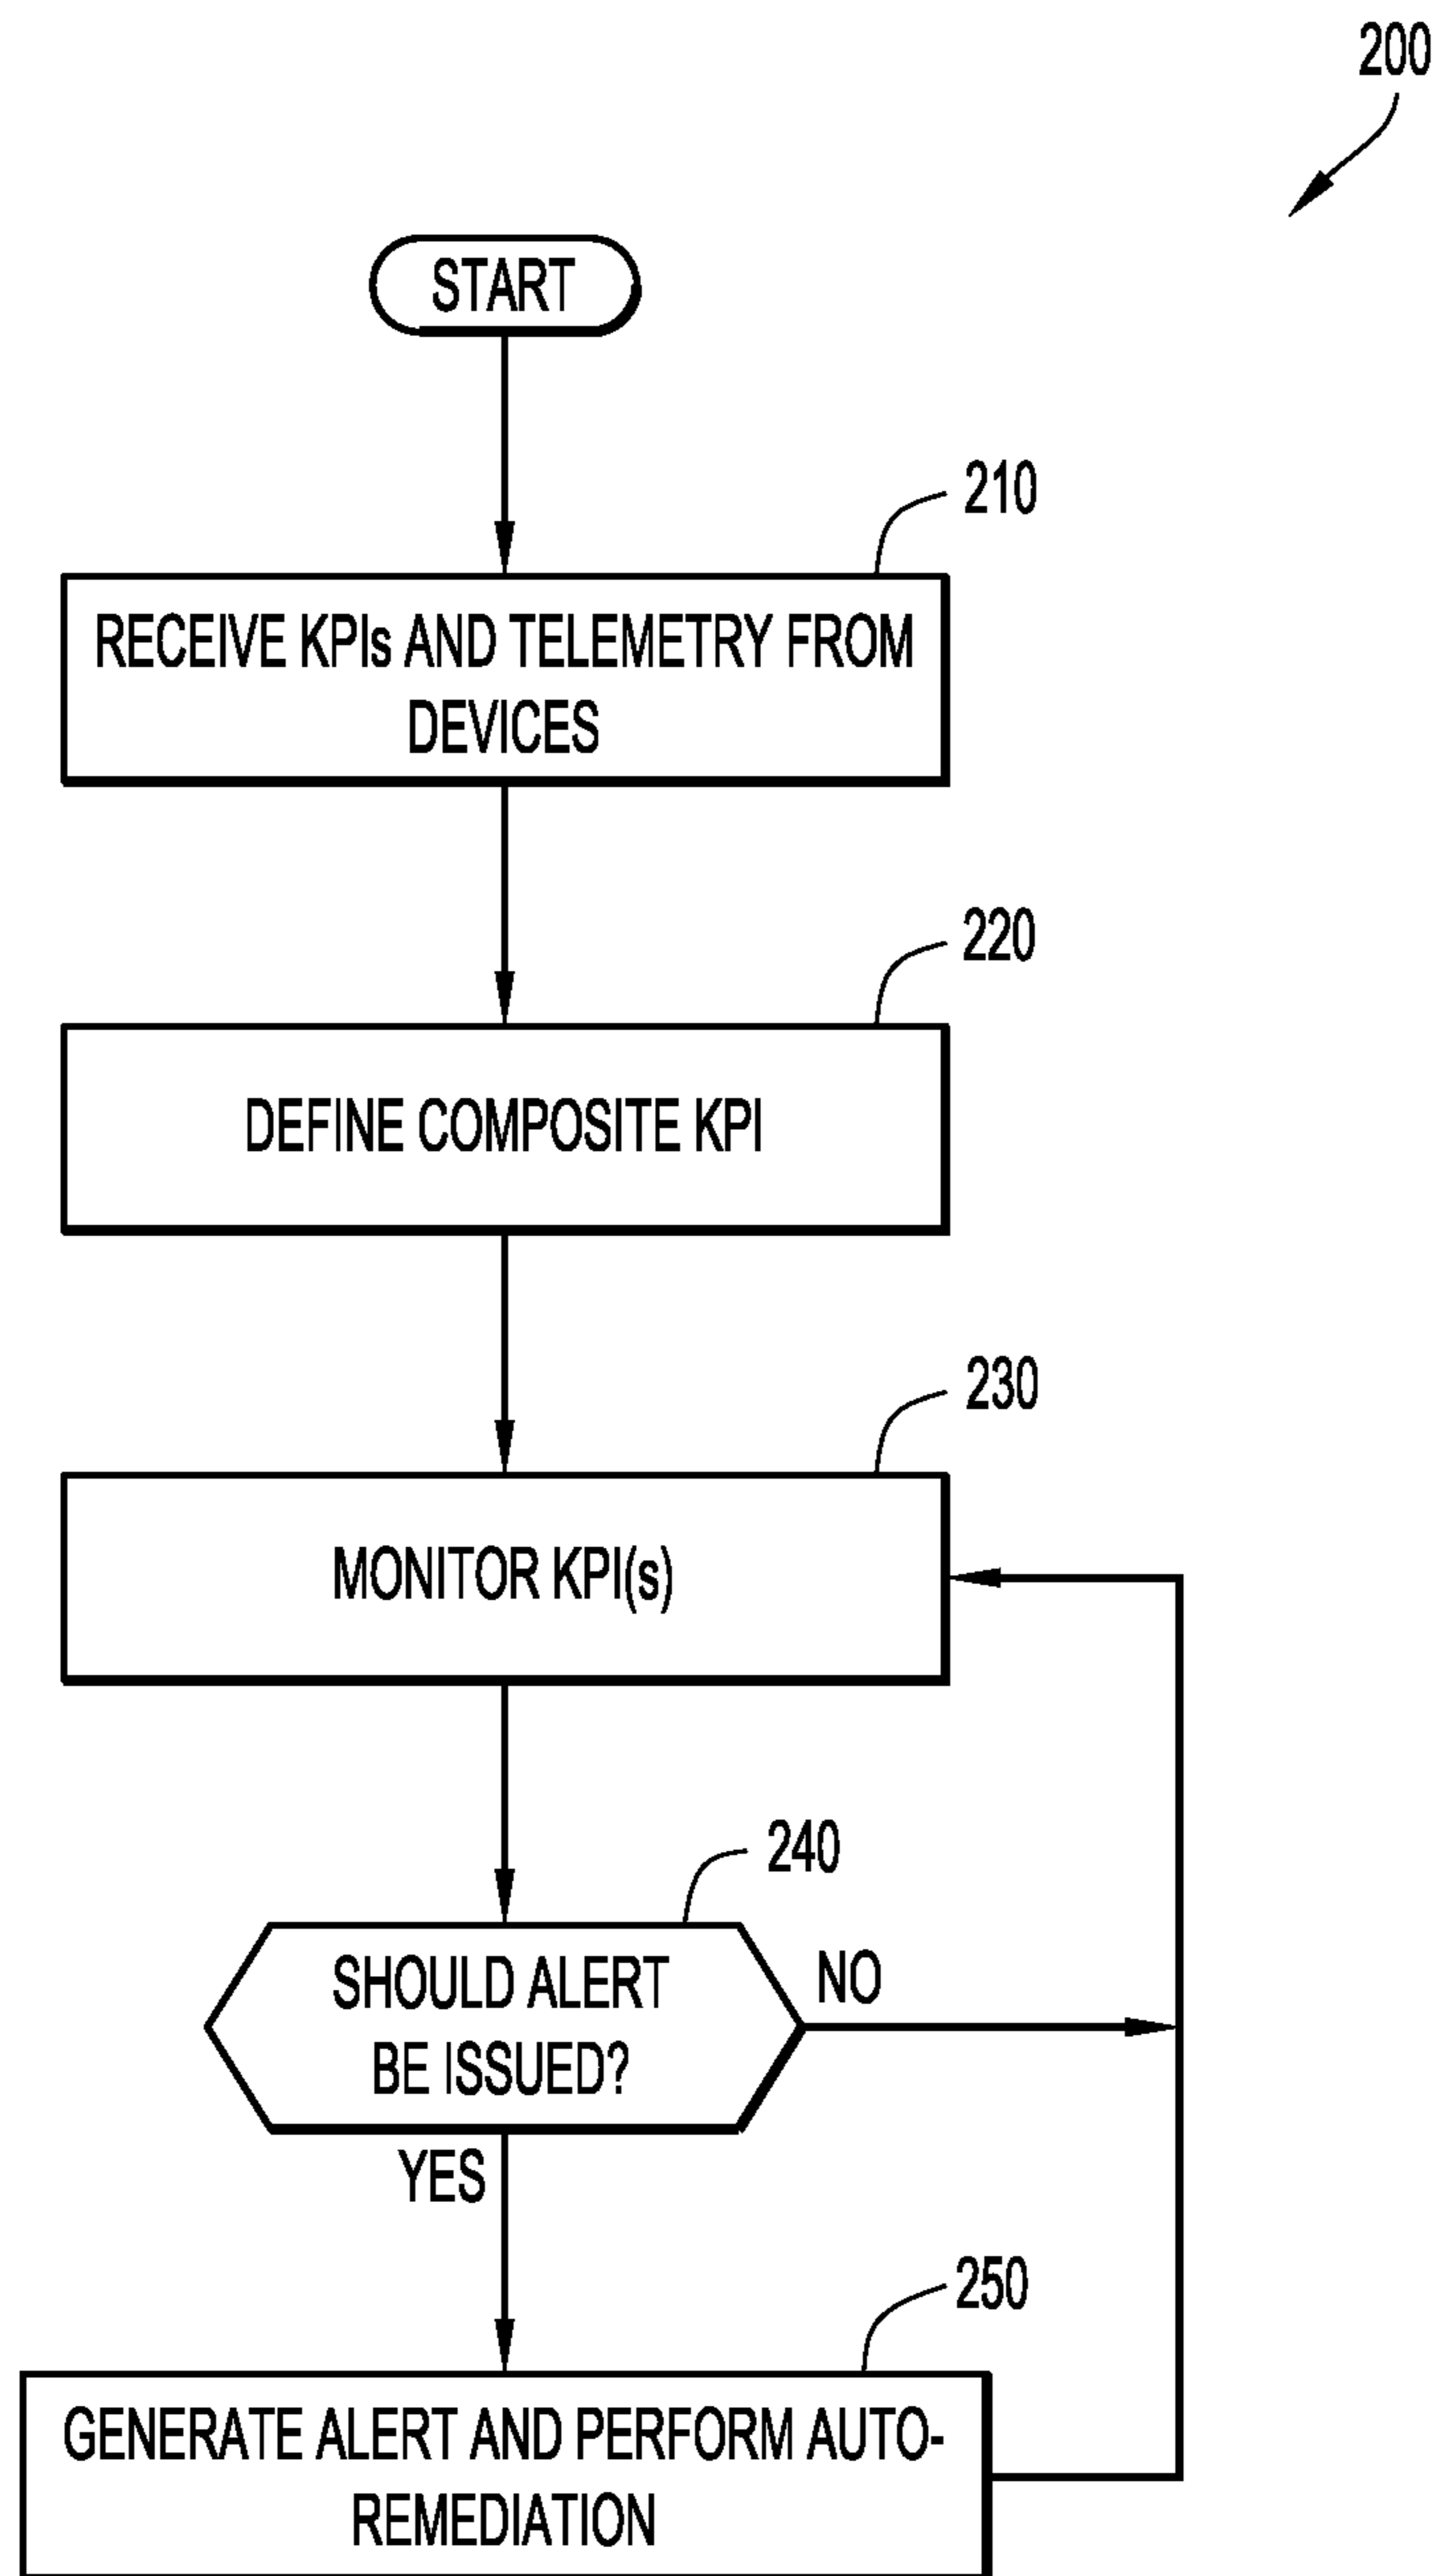 200
START
210
RECEIVE KPIs AND TELEMETRY FROM
DEVICES
220
DEFINE COMPOSITE KPI
230
MONITOR KPI(s)
240
SHOULD ALERT
BE ISSUED?
NO
YES
250
GENERATE ALERT AND PERFORM AUTO-
REMEDIATION